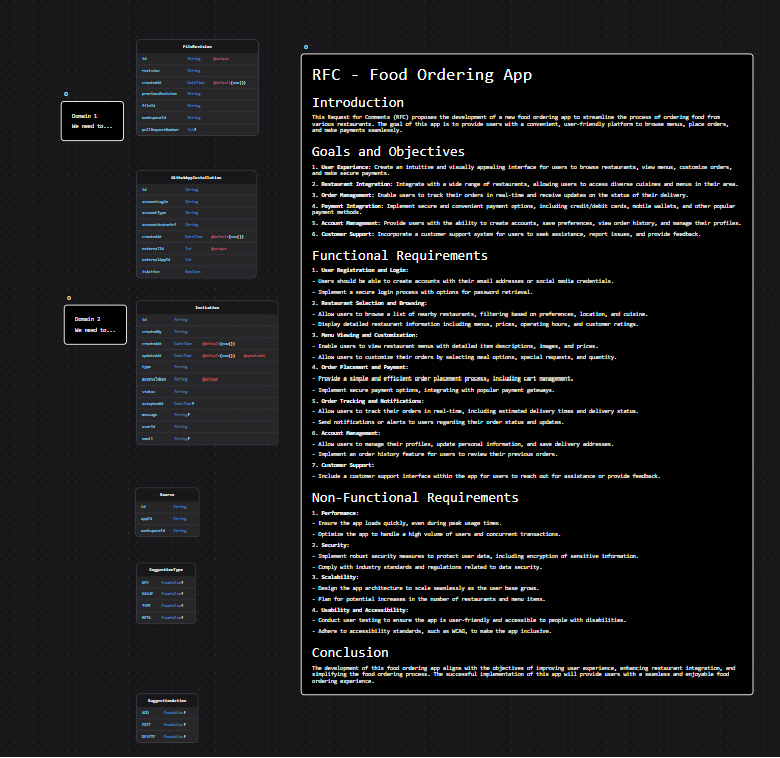 Domain 1
We need to...
FileRevision
id String @unique
revision String
createdAt DateTime @default(now())
previousRevision String
fileId String
workspaceId String
pullRequestNumber Int?
GithubAppInstallation
id String
accountLogin String
accountType String
accountAvatarUrl String
createdAt DateTime @default(now())
externalId Int @unique
externalAppId Int
isActive Boolean
Domain 2
We need to...
Invitation
id String
createdBy String
createdAt DateTime @default(now())
updatedAt DateTime @default(now()) @updatedAt
type String
accessToken String @unique
status String
acceptedAt DateTime?
message String?
userId String
email String?
Source
id String
appId String
workspaceId String
SuggestionType
KEY EnumValue?
VALUE EnumValue?
TYPE EnumValue?
META EnumValue?
SuggestionAction
ADD EnumValue?
EDIT EnumValue?
DELETE EnumValue?
RFC - Food Ordering App
Introduction
This Request for Comments (RFC) proposes the development of a new food ordering app to streamline the process of ordering food from
various restaurants. The goal of this app is to provide users with a convenient, user-friendly platform to browse menus, place orders,
and make payments seamlessly.
Goals and Objectives
1. User Experience: Create an intuitive and visually appealing interface for users to browse restaurants, view menus, customize orders,
and make secure payments.
2. Restaurant Integration: Integrate with a wide range of restaurants, allowing users to access diverse cuisines and menus in their area.
3. Order Management: Enable users to track their orders in real-time and receive updates on the status of their delivery.
4. Payment Integration: Implement secure and convenient payment options, including credit/debit cards, mobile wallets, and other popular
payment methods.
5. Account Management: Provide users with the ability to create accounts, save preferences, view order history, and manage their profiles.
6. Customer Support: Incorporate a customer support system for users to seek assistance, report issues, and provide feedback.
Functional Requirements
1. User Registration and Login:
- Users should be able to create accounts with their email addresses or social media credentials.
- Implement a secure login process with options for password retrieval.
2. Restaurant Selection and Browsing:
- Allow users to browse a list of nearby restaurants, filtering based on preferences, location, and cuisine.
- Display detailed restaurant information including menus, prices, operating hours, and customer ratings.
3. Menu Viewing and Customization:
- Enable users to view restaurant menus with detailed item descriptions, images, and prices.
- Allow users to customize their orders by selecting meal options, special requests, and quantity.
4. Order Placement and Payment:
- Provide a simple and efficient order placement process, including cart management.
- Implement secure payment options, integrating with popular payment gateways.
5. Order Tracking and Notifications:
- Allow users to track their orders in real-time, including estimated delivery times and delivery status.
- Send notifications or alerts to users regarding their order status and updates.
6. Account Management:
- Allow users to manage their profiles, update personal information, and save delivery addresses.
- Implement an order history feature for users to review their previous orders.
7. Customer Support:
- Include a customer support interface within the app for users to reach out for assistance or provide feedback.
Non-Functional Requirements
1. Performance:
- Ensure the app loads quickly, even during peak usage times.
- Optimize the app to handle a high volume of users and concurrent transactions.
2. Security:
- Implement robust security measures to protect user data, including encryption of sensitive information.
- Comply with industry standards and regulations related to data security.
3. Scalability:
- Design the app architecture to scale seamlessly as the user base grows.
- Plan for potential increases in the number of restaurants and menu items.
4. Usability and Accessibility:
- Conduct user testing to ensure the app is user-friendly and accessible to people with disabilities.
- Adhere to accessibility standards, such as WCAG, to make the app inclusive.
Conclusion
The development of this food ordering app aligns with the objectives of improving user experience, enhancing restaurant integration, and
simplifying the food ordering process. The successful implementation of this app will provide users with a seamless and enjoyable food
ordering experience.